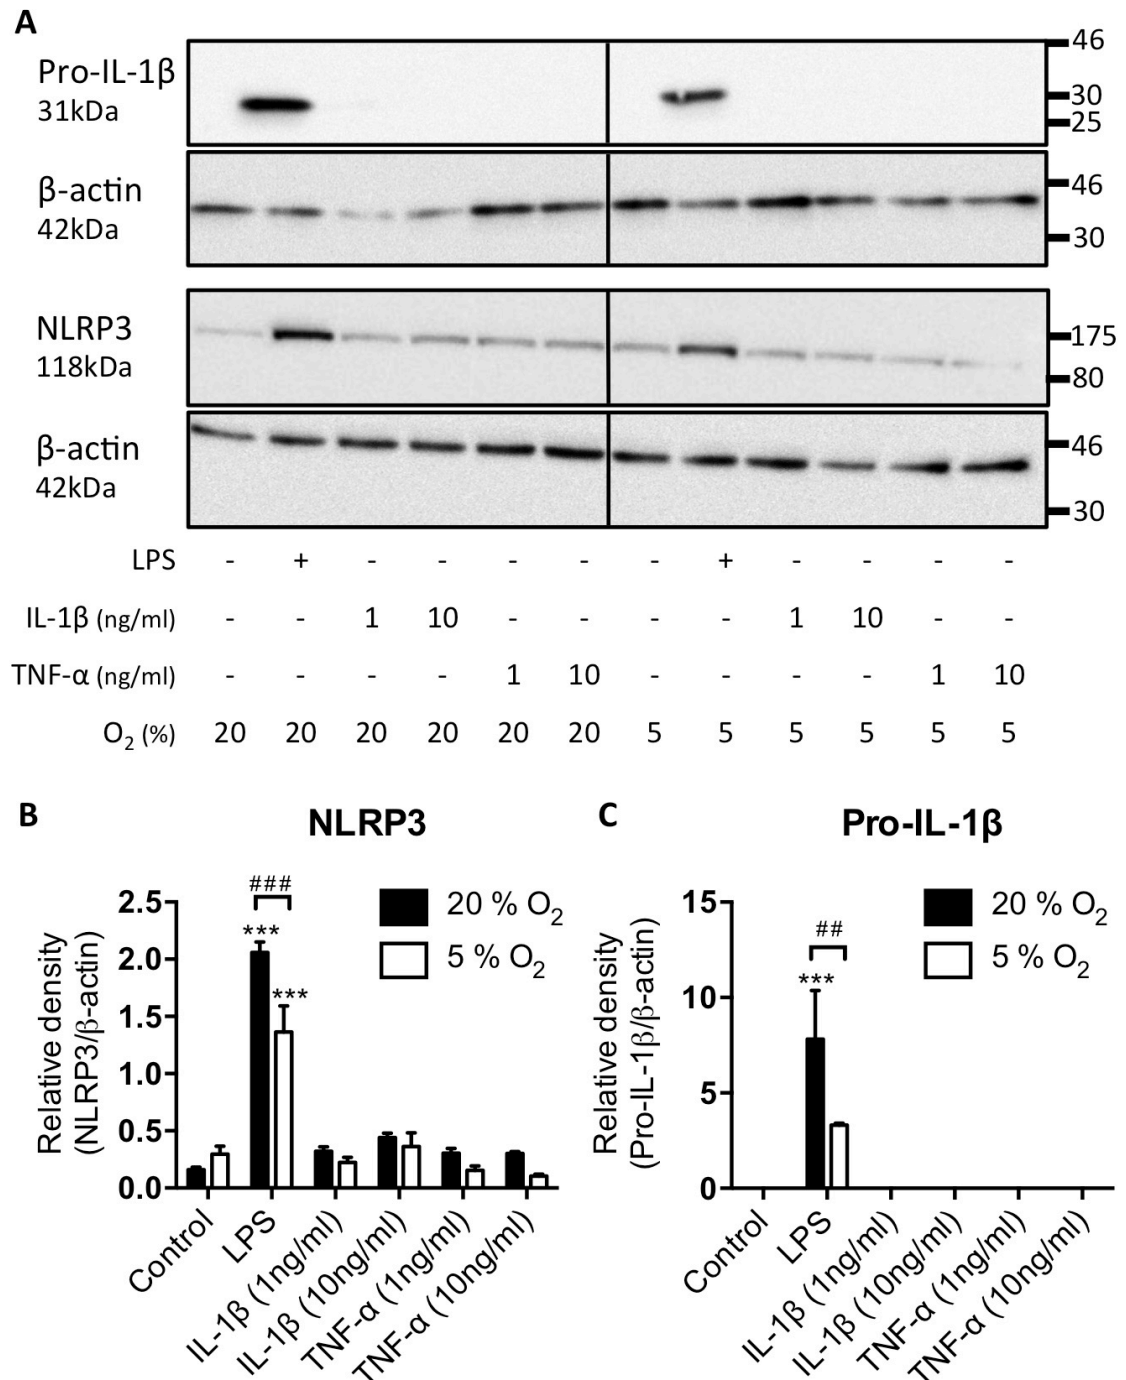 A
Pro-IL-1β
31kDa
46
30
25
β-actin
42kDa
46
30
NLRP3
118kDa
175
80
β-actin
42kDa
46
30
LPS - + - - - - - + - - - -
IL-1β (ng/ml) - - 1 10 - - - - 1 10 - -
TNF-α (ng/ml) - - - - 1 10 - - - - 1 10
O2 (%) 20 20 20 20 20 20 5 5 5 5 5 5
B
NLRP3
Relative density
(NLRP3/β-actin)
2.5
2.0
1.5
1.0
0.5
0.0
###
***
***
20 % O2
5 % O2
Control
LPS
IL-1β (1ng/ml)
IL-1β (10ng/ml)
TNF-α (1ng/ml)
TNF-α (10ng/ml)
C
Pro-IL-1β
Relative density
(Pro-IL-1β/β-actin)
15
10
5
0
##
***
20 % O2
5 % O2
Control
LPS
IL-1β (1ng/ml)
IL-1β (10ng/ml)
TNF-α (1ng/ml)
TNF-α (10ng/ml)